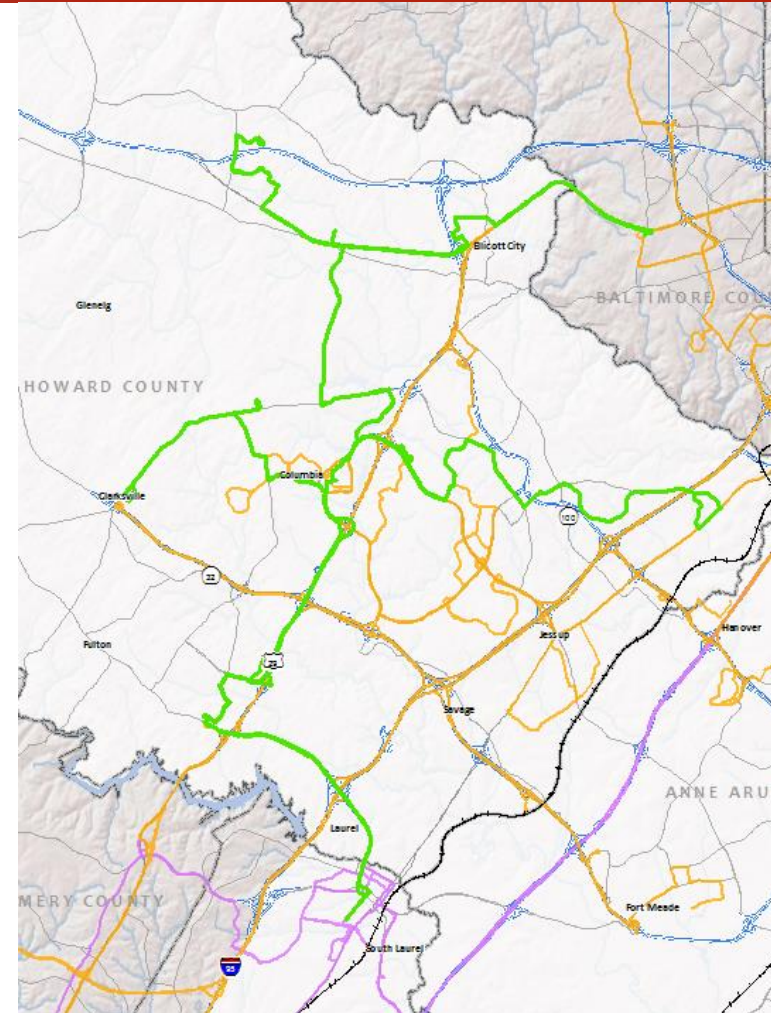 Ellicott City
BALTIMORE COU
Glenelg
HOWARD COUNTY
Columbia
Clarksville
100
32
Hanover
Jessup
Fulton
29
Savage
ANNE ARU
Laurel
MERY COUNTY
Fort Meade
South Laurel
95